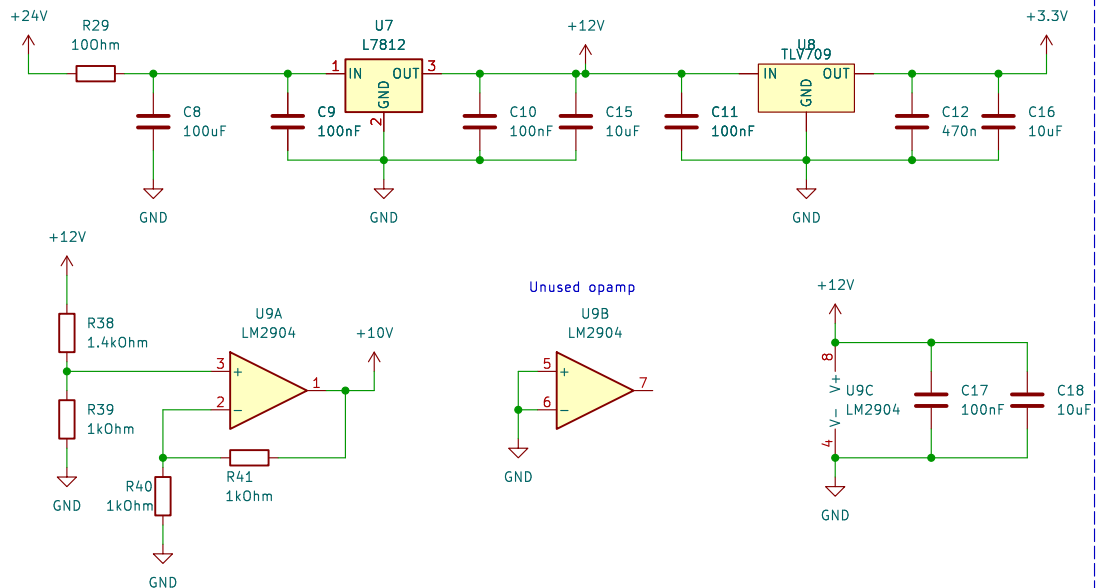 +24V
R29
10Ohm
U7
L7812
1
IN
OUT
3
GND
2
+12V
U8
TLV709
IN
OUT
GND
+3.3V
C8
100uF
C9
100nF
C10
100nF
C15
10uF
C11
100nF
C12
470n
C16
10uF
GND
GND
GND
+12V
R38
1.4kOhm
R39
1kOhm
GND
U9A
LM2904
3
+
2
−
1
+10V
R41
1kOhm
R40
1kOhm
GND
Unused opamp
U9B
LM2904
5
+
6
−
7
GND
+12V
8
V+
U9C
LM2904
V−
4
C17
100nF
C18
10uF
GND